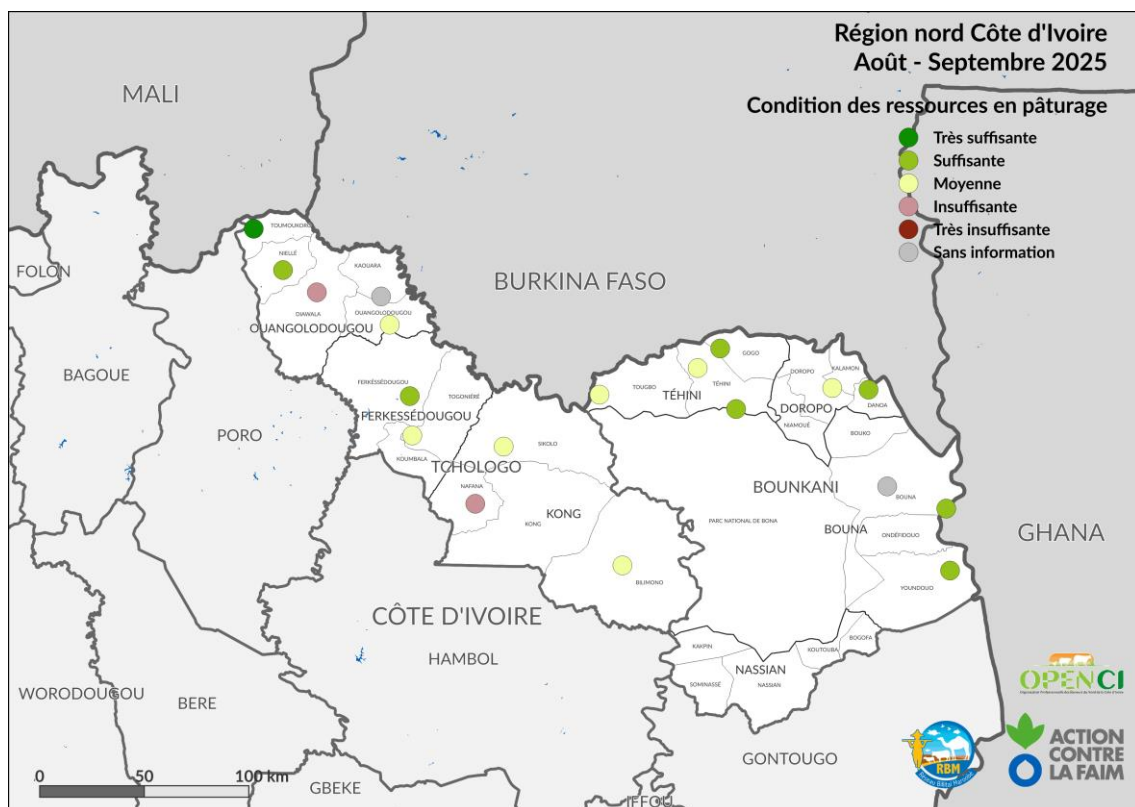 Région nord Côte d'Ivoire
Août - Septembre 2025
Condition des ressources en pâturage
Très suffisante
Suffisante
Moyenne
Insuffisante
Très insuffisante
Sans information
MALI
BURKINA FASO
GHANA
CÔTE D'IVOIRE
FOLON
BAGOUE
PORO
WORODOUGOU
BERE
HAMBOL
GBEKE
IFFOU
GONTOUGO
TCHOLOGO
BOUNKANI
TOUMOUKORO
NIELLÉ
KAOUARA
DIAWALA
OUANGOLODOUGOU
OUANGOLODOUGOU
FERKÉSSÉDOUGOU
TOGONIÉRÉ
FERKESSÉDOUGOU
KOUMBALA
SIKOLO
NAFANA
KONG
KONG
BILIMONO
TOUGBO
TÉHINI
TÉHINI
GOGO
DOROPO
KALAMON
DANOA
DOROPO
NIAMOUÉ
BOUKO
BOUNA
BOUNA
PARC NATIONAL DE BONA
ONDÉFIDOUO
YOUNDOUO
KAKPIN
SOMINASSÉ
NASSIAN
NASSIAN
KOUTOUBA
BOGOFA
0 50 100 km
OPENCI
RBM
ACTION
CONTRE
LA FAIM